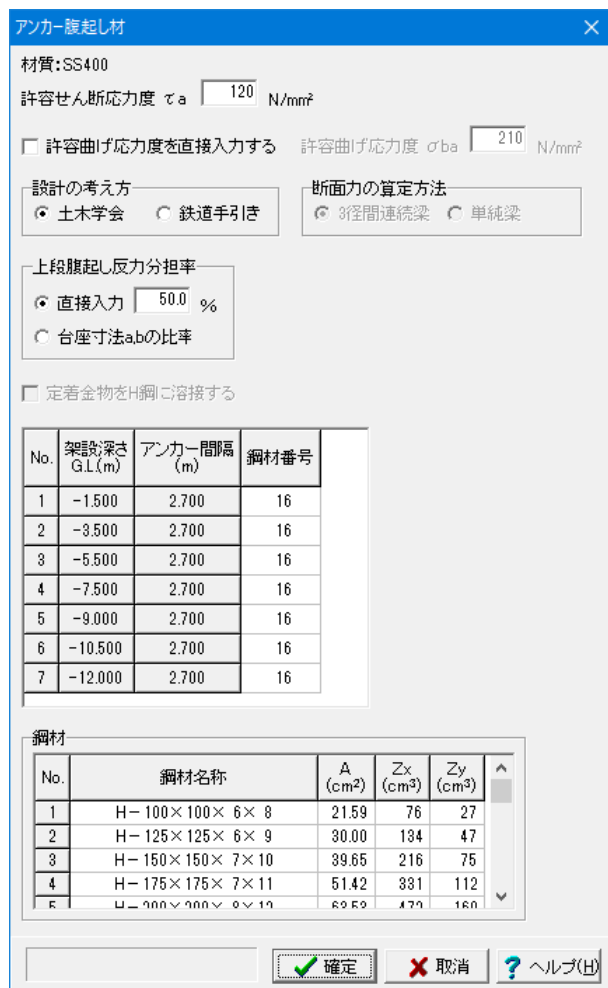 アンカー腹起し材
材質:SS400
許容せん断応力度 τa 120 N/mm²
許容曲げ応力度を直接入力する 許容曲げ応力度 σba 210 N/mm²
設計の考え方 断面力の算定方法
土木学会 鉄道手引き 3径間連続梁 単純梁
上段腹起し反力分担率
直接入力 50.0 %
台座寸法a,bの比率
定着金物をH鋼に溶接する
No. 架設深さ G.L(m) アンカー間隔 (m) 鋼材番号
1 -1.500 2.700 16
2 -3.500 2.700 16
3 -5.500 2.700 16
4 -7.500 2.700 16
5 -9.000 2.700 16
6 -10.500 2.700 16
7 -12.000 2.700 16
鋼材
No. 鋼材名称 A (cm²) Zx (cm³) Zy (cm³)
1 H-100×100× 6× 8 21.59 76 27
2 H-125×125× 6× 9 30.00 134 47
3 H-150×150× 7×10 39.65 216 75
4 H-175×175× 7×11 51.42 331 112
5 H-200×200× 8×12 63.53 472 160
確定 取消 ヘルプ(H)